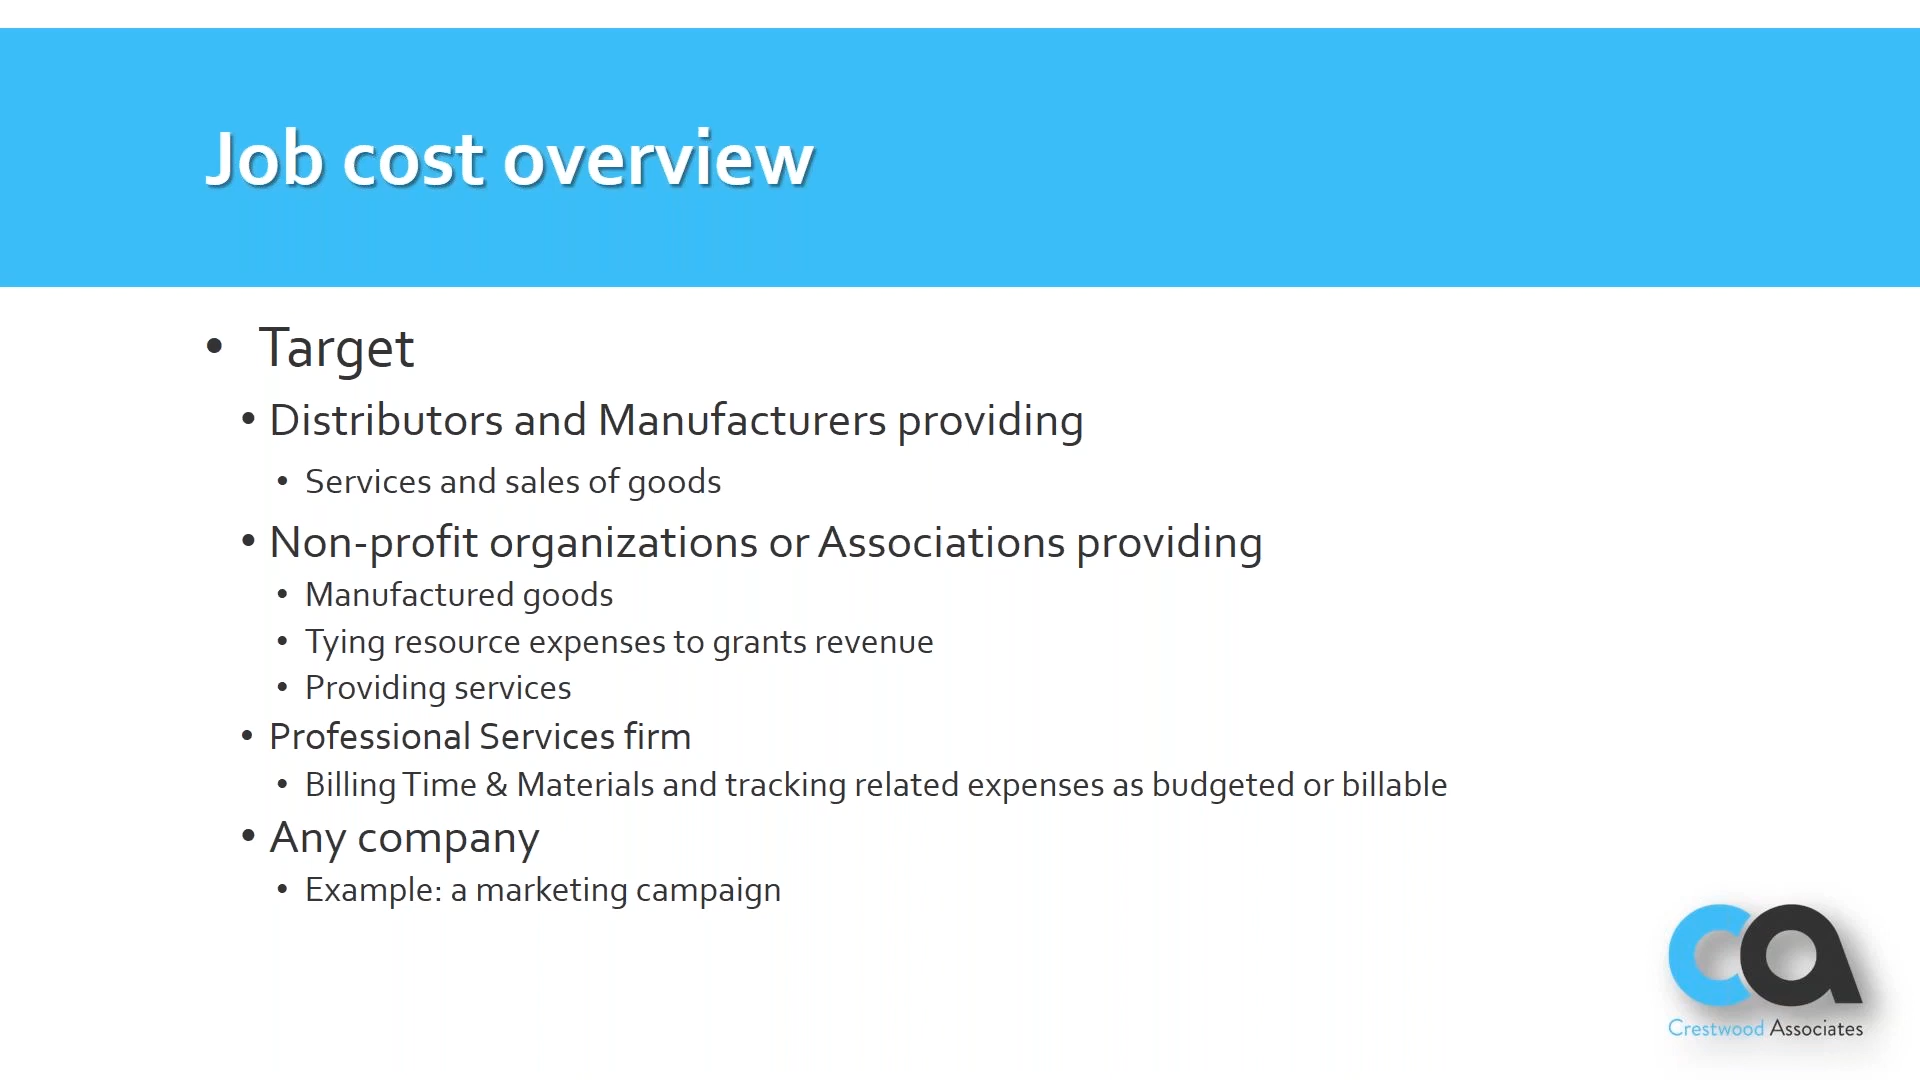 Job cost overview
• Target
• Distributors and Manufacturers providing
• Services and sales of goods
• Non-profit organizations or Associations providing
• Manufactured goods
• Tying resource expenses to grants revenue
• Providing services
• Professional Services firm
• Billing Time & Materials and tracking related expenses as budgeted or billable
• Any company
• Example: a marketing campaign
ca
Crestwood Associates